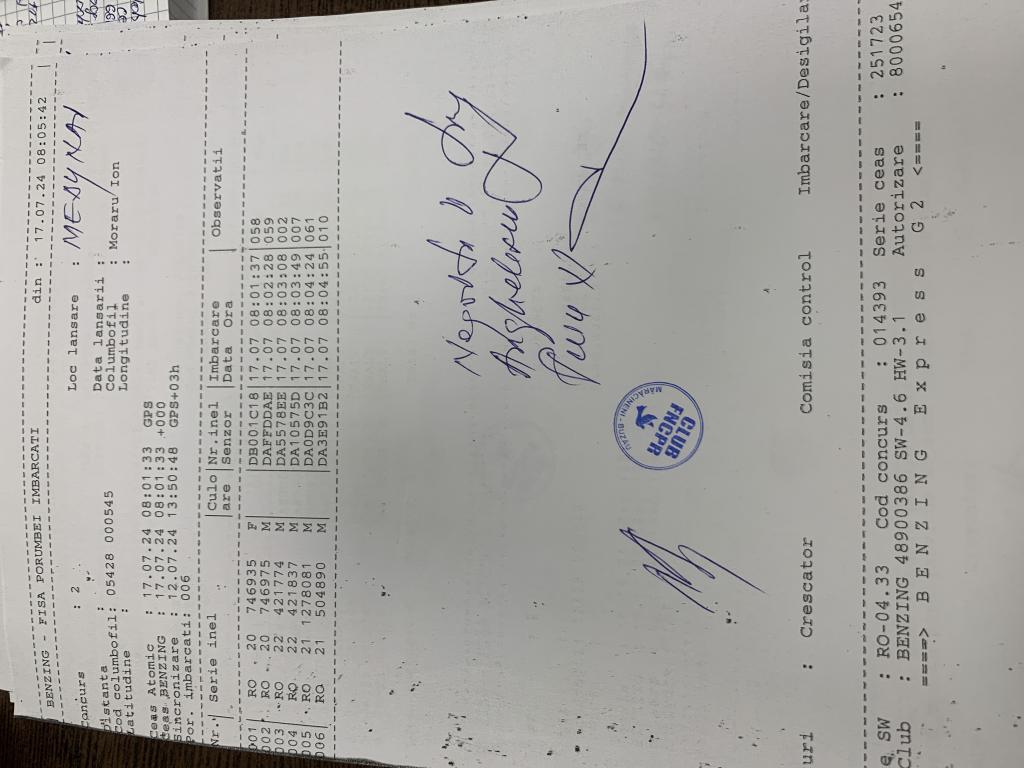 BENZING - FISA PORUMBEI IMBARCATI din : 17.07.24 08:05:42
Concurs : 2 Loc lansare : MEDYKA
Distanta : Data lansarii :
Cod columbofil: 05428 000545 Columbofil : Moraru Ion
Latitudine : Longitudine :
Ceas Atomic : 17.07.24 08:01:33 GPS
Ceas BENZING : 17.07.24 08:01:33 +000
Sincronizare : 12.07.24 13:50:48 GPS+03h
Por. imbarcati: 006
Nr. | Serie inel |Culo|Nr.inel |Imbarcare | Observatii
|are |Senzor |Data Ora |
001| RO 20 746935 F |DB001C18|17.07 08:01:37|058
002 RO 20 746975 M |DAFFDDAE|17.07 08:02:28|059
003| RO 22 421774 M |DA5578EE|17.07 08:03:08|002
004 RO 22 421837 M |DA10575D|17.07 08:03:49|007
005| RO 21 1278081 M |DA0D9C3C|17.07 08:04:24|061
006| RO 21 504890 M |DA3E91B2|17.07 08:04:55|010
CLUB
FNCPR
MĂRĂCINENI - BUZĂU
uri : Crescator Comisia control Imbarcare/Desigila
e SW : RO-04.33 Cod concurs : 014393 Serie ceas : 251723
Club : BENZING 48900386 SW-4.6 HW-3.1 Autorizare : 8000654
====> B E N Z I N G E x p r e s s G 2 <====